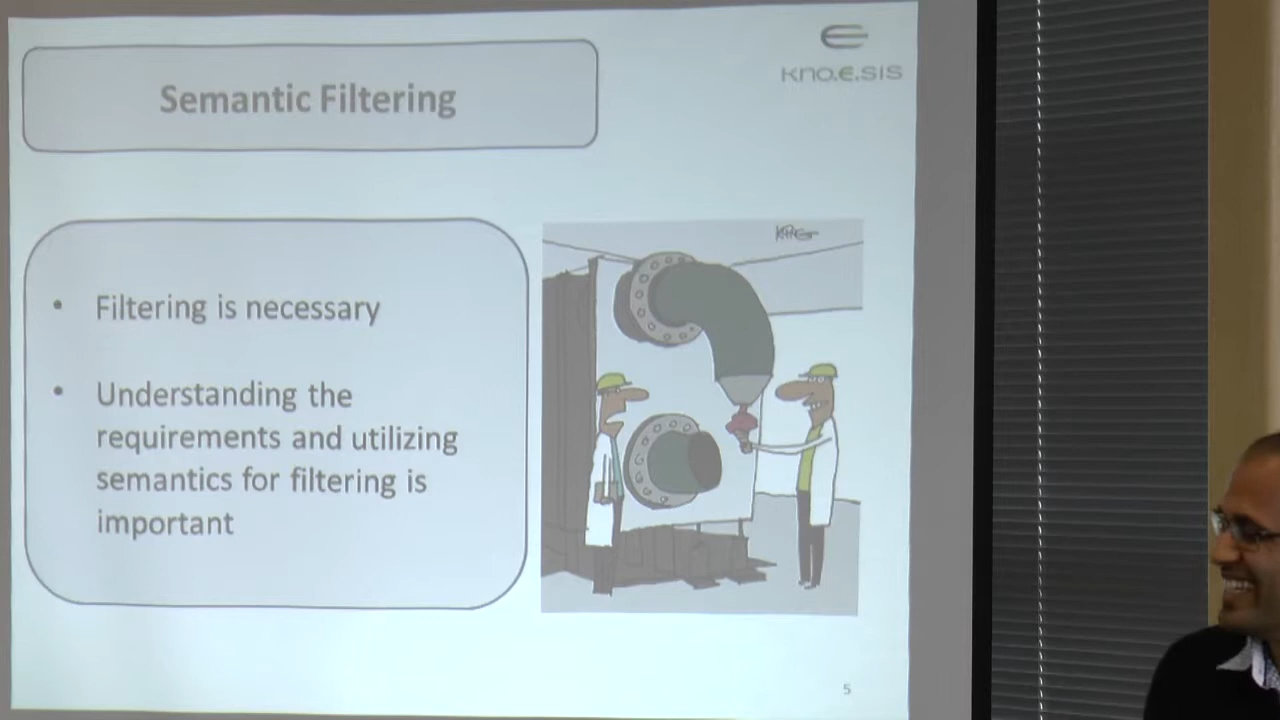 Semantic Filtering
kno.e.sis
• Filtering is necessary
• Understanding the
requirements and utilizing
semantics for filtering is
important
5